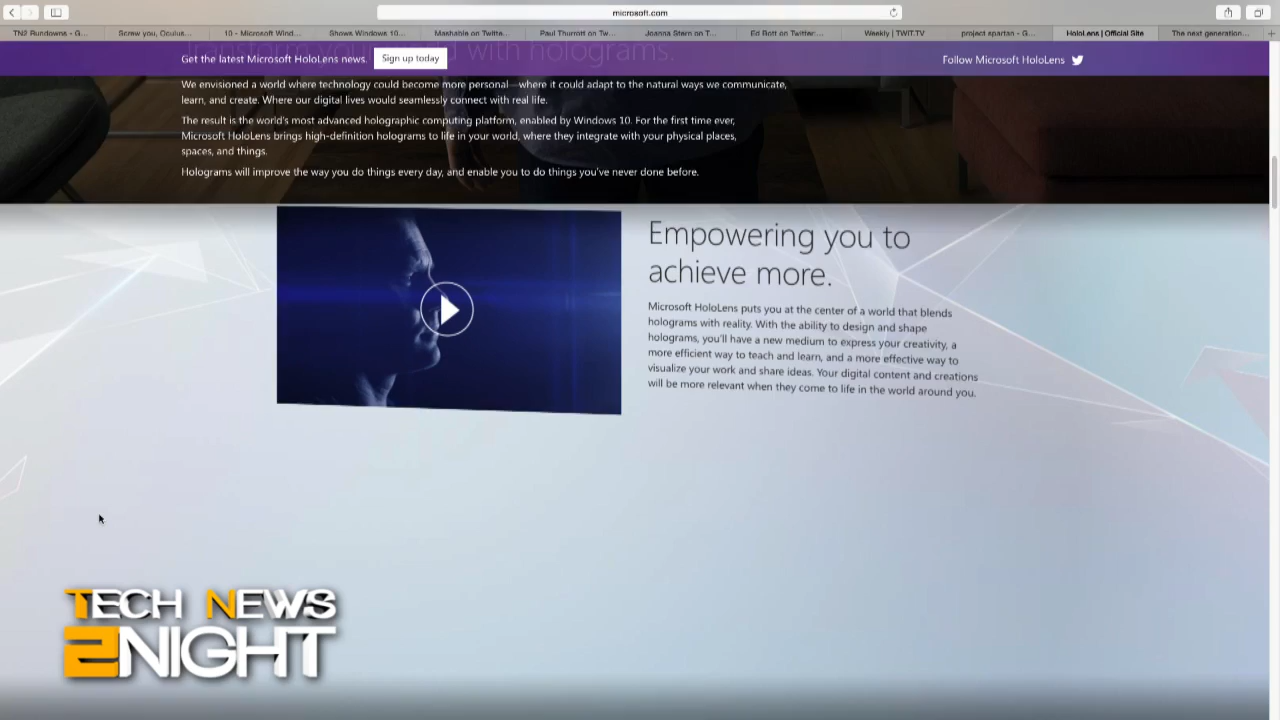 microsoft.com
TN2 Rundowns - G...
Screw you, Oculus...
10 - Microsoft Wind...
Shows Windows 10...
Mashable on Twitte...
Paul Thurrott on Tw...
Joanna Stern on T...
Ed Bott on Twitter:...
Weekly | TWiT.TV
project spartan - G...
HoloLens | Official Site
The next generation...
transform your world with holograms.
Get the latest Microsoft HoloLens news.
Sign up today
Follow Microsoft HoloLens
We envisioned a world where technology could become more personal—where it could adapt to the natural ways we communicate,
learn, and create. Where our digital lives would seamlessly connect with real life.
The result is the world's most advanced holographic computing platform, enabled by Windows 10. For the first time ever,
Microsoft HoloLens brings high-definition holograms to life in your world, where they integrate with your physical places,
spaces, and things.
Holograms will improve the way you do things every day, and enable you to do things you've never done before.
Empowering you to
achieve more.
Microsoft HoloLens puts you at the center of a world that blends
holograms with reality. With the ability to design and shape
holograms, you'll have a new medium to express your creativity, a
more efficient way to teach and learn, and a more effective way to
visualize your work and share ideas. Your digital content and creations
will be more relevant when they come to life in the world around you.
TECH NEWS
2NIGHT